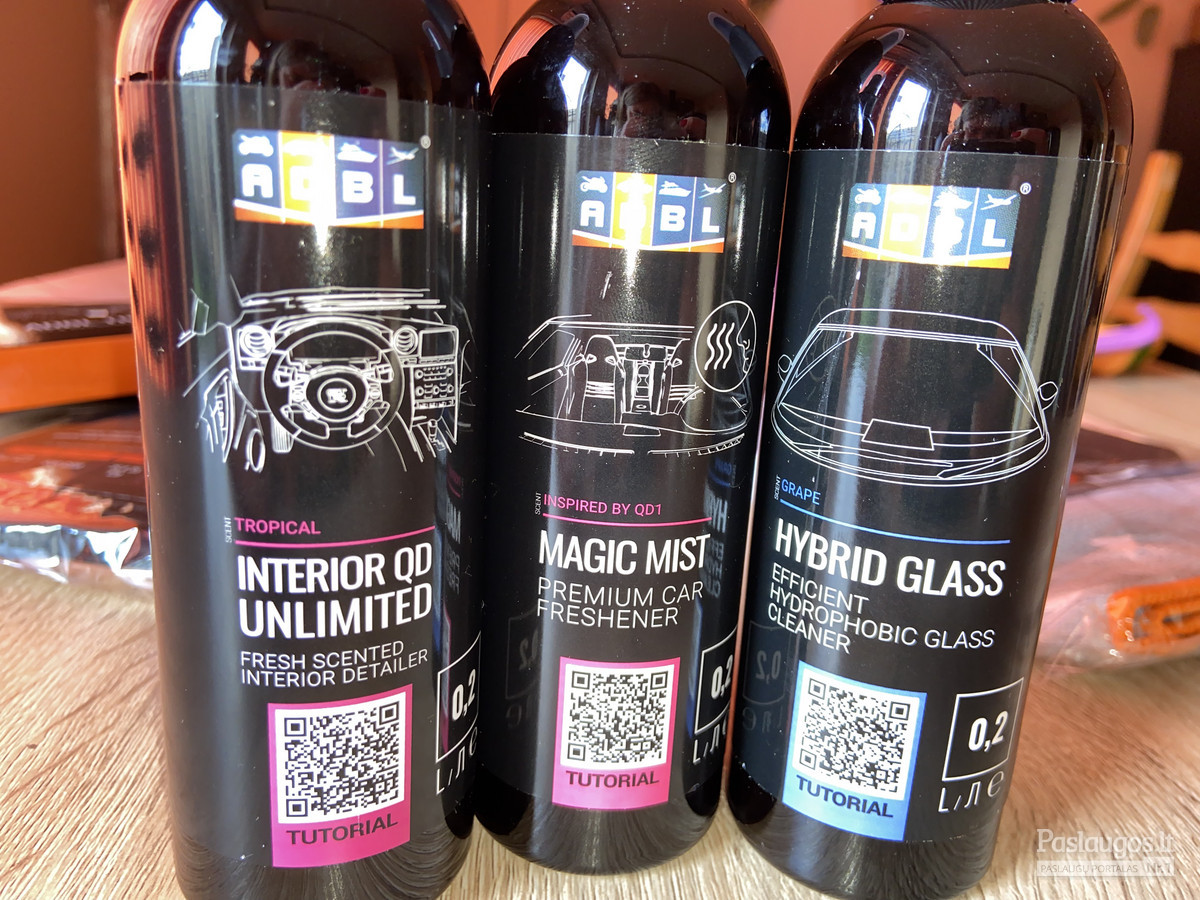 ADBL®
SCENT
TROPICAL
INTERIOR QD
UNLIMITED
FRESH SCENTED
INTERIOR DETAILER
TUTORIAL
0,2
L/Л℮
ADBL®
SCENT
INSPIRED BY QD1
MAGIC MIST
PREMIUM CAR
FRESHENER
TUTORIAL
0,2
L/Л℮
ADBL®
SCENT
GRAPE
HYBRID GLASS
EFFICIENT
HYDROPHOBIC GLASS
CLEANER
TUTORIAL
0,2
L/Л℮
Paslaugos.lt
PASLAUGŲ PORTALAS Nr.1